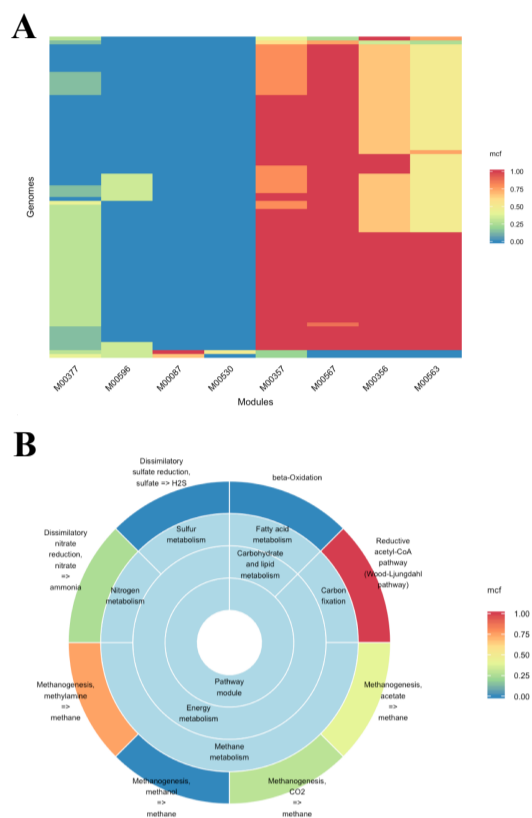 A
Genomes
mcf
1.00
0.75
0.50
0.25
0.00
M00377
M00596
M00087
M00530
M00357
M00567
M00356
M00563
Modules
B
Dissimilatory
sulfate reduction,
sulfate => H2S
beta-Oxidation
Dissimilatory
nitrate
reduction,
nitrate
=>
ammonia
Sulfur
metabolism
Fatty acid
metabolism
Reductive
acetyl-CoA
pathway
(Wood-Ljungdahl
pathway)
Carbohydrate
and lipid
metabolism
Nitrogen
metabolism
Carbon
fixation
mcf
1.00
0.75
0.50
0.25
0.00
Methanogenesis,
methylamine
=>
methane
Pathway
module
Methanogenesis,
acetate
=>
methane
Energy
metabolism
Methane
metabolism
Methanogenesis,
methanol
=>
methane
Methanogenesis,
CO2
=>
methane